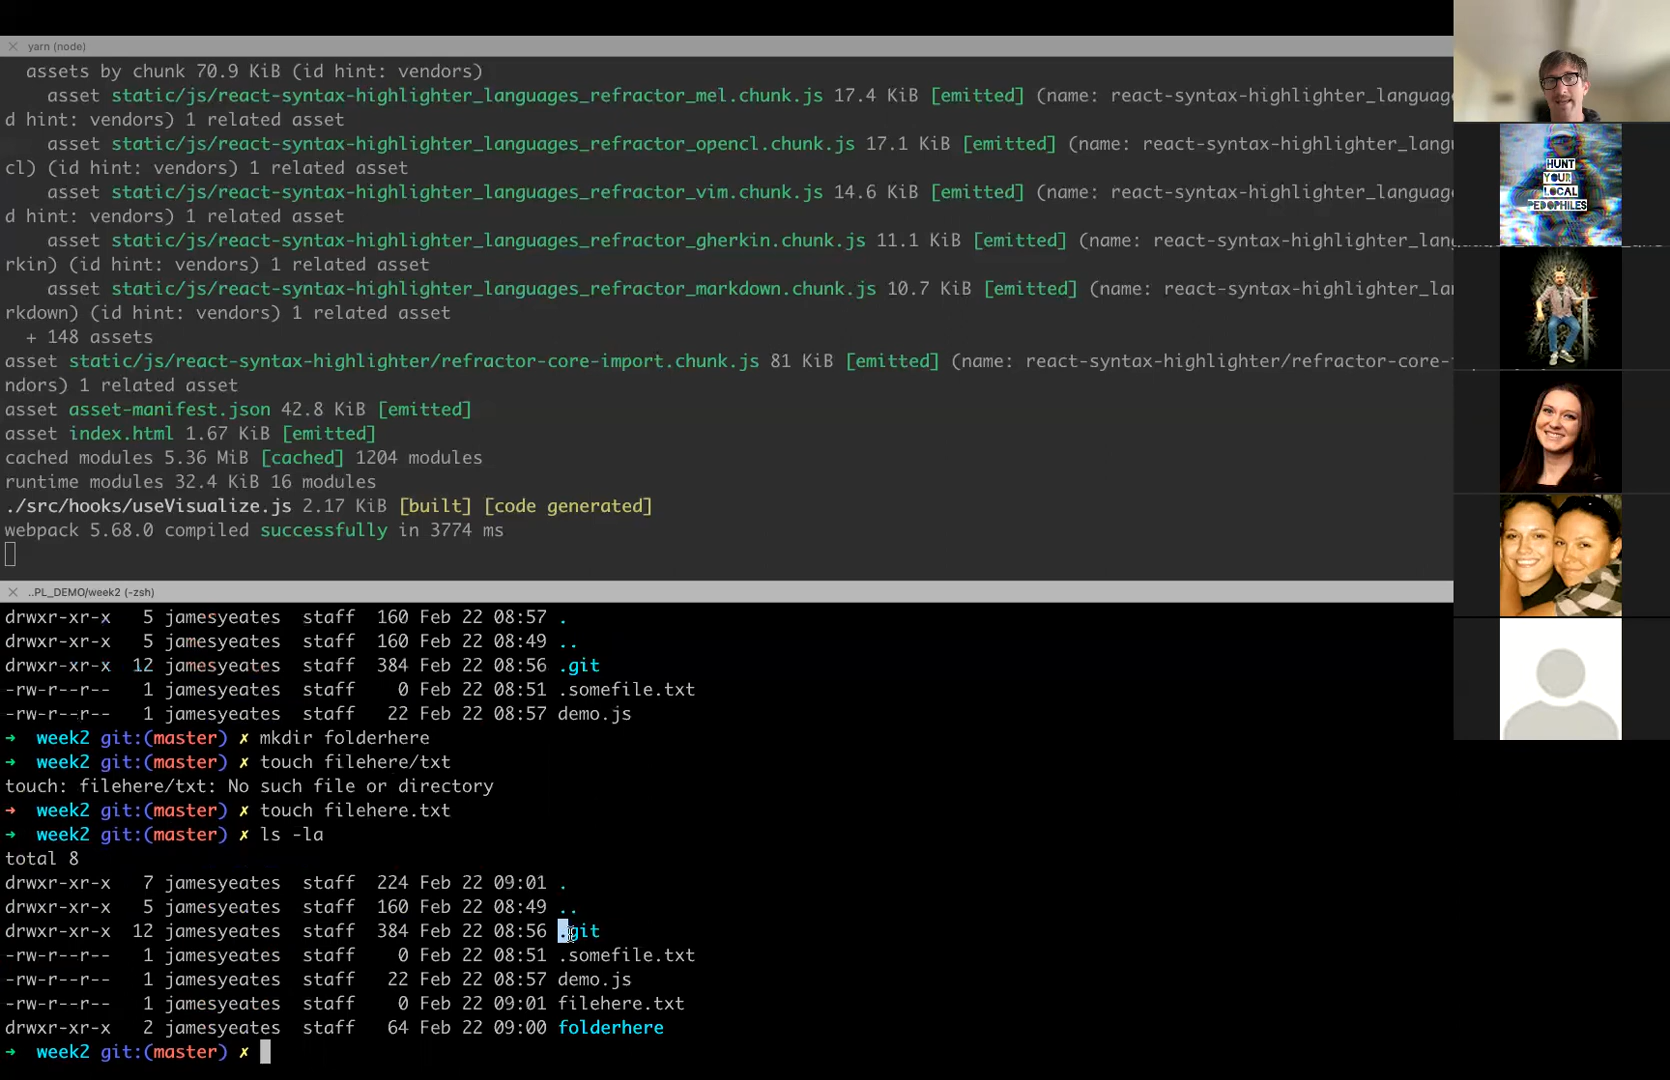 yarn (node)
assets by chunk 70.9 KiB (id hint: vendors)
asset static/js/react-syntax-highlighter_languages_refractor_mel.chunk.js 17.4 KiB [emitted] (name: react-syntax-highlighter_languag
d hint: vendors) 1 related asset
asset static/js/react-syntax-highlighter_languages_refractor_opencl.chunk.js 17.1 KiB [emitted] (name: react-syntax-highlighter_lang
cl) (id hint: vendors) 1 related asset
asset static/js/react-syntax-highlighter_languages_refractor_vim.chunk.js 14.6 KiB [emitted] (name: react-syntax-highlighter_languag
d hint: vendors) 1 related asset
asset static/js/react-syntax-highlighter_languages_refractor_gherkin.chunk.js 11.1 KiB [emitted] (name: react-syntax-highlighter_lan
rkin) (id hint: vendors) 1 related asset
asset static/js/react-syntax-highlighter_languages_refractor_markdown.chunk.js 10.7 KiB [emitted] (name: react-syntax-highlighter_la
rkdown) (id hint: vendors) 1 related asset
+ 148 assets
asset static/js/react-syntax-highlighter/refractor-core-import.chunk.js 81 KiB [emitted] (name: react-syntax-highlighter/refractor-core-
ndors) 1 related asset
asset asset-manifest.json 42.8 KiB [emitted]
asset index.html 1.67 KiB [emitted]
cached modules 5.36 MiB [cached] 1204 modules
runtime modules 32.4 KiB 16 modules
./src/hooks/useVisualize.js 2.17 KiB [built] [code generated]
webpack 5.68.0 compiled successfully in 3774 ms
..PL_DEMO/week2 (-zsh)
drwxr-xr-x 5 jamesyeates staff 160 Feb 22 08:57 .
drwxr-xr-x 5 jamesyeates staff 160 Feb 22 08:49 ..
drwxr-xr-x 12 jamesyeates staff 384 Feb 22 08:56 .git
-rw-r--r-- 1 jamesyeates staff 0 Feb 22 08:51 .somefile.txt
-rw-r--r-- 1 jamesyeates staff 22 Feb 22 08:57 demo.js
➜ week2 git:(master) ✗ mkdir folderhere
➜ week2 git:(master) ✗ touch filehere/txt
touch: filehere/txt: No such file or directory
➜ week2 git:(master) ✗ touch filehere.txt
➜ week2 git:(master) ✗ ls -la
total 8
drwxr-xr-x 7 jamesyeates staff 224 Feb 22 09:01 .
drwxr-xr-x 5 jamesyeates staff 160 Feb 22 08:49 ..
drwxr-xr-x 12 jamesyeates staff 384 Feb 22 08:56 .git
-rw-r--r-- 1 jamesyeates staff 0 Feb 22 08:51 .somefile.txt
-rw-r--r-- 1 jamesyeates staff 22 Feb 22 08:57 demo.js
-rw-r--r-- 1 jamesyeates staff 0 Feb 22 09:01 filehere.txt
drwxr-xr-x 2 jamesyeates staff 64 Feb 22 09:00 folderhere
➜ week2 git:(master) ✗
HUNT
YOUR
LOCAL
PEDOPHILES